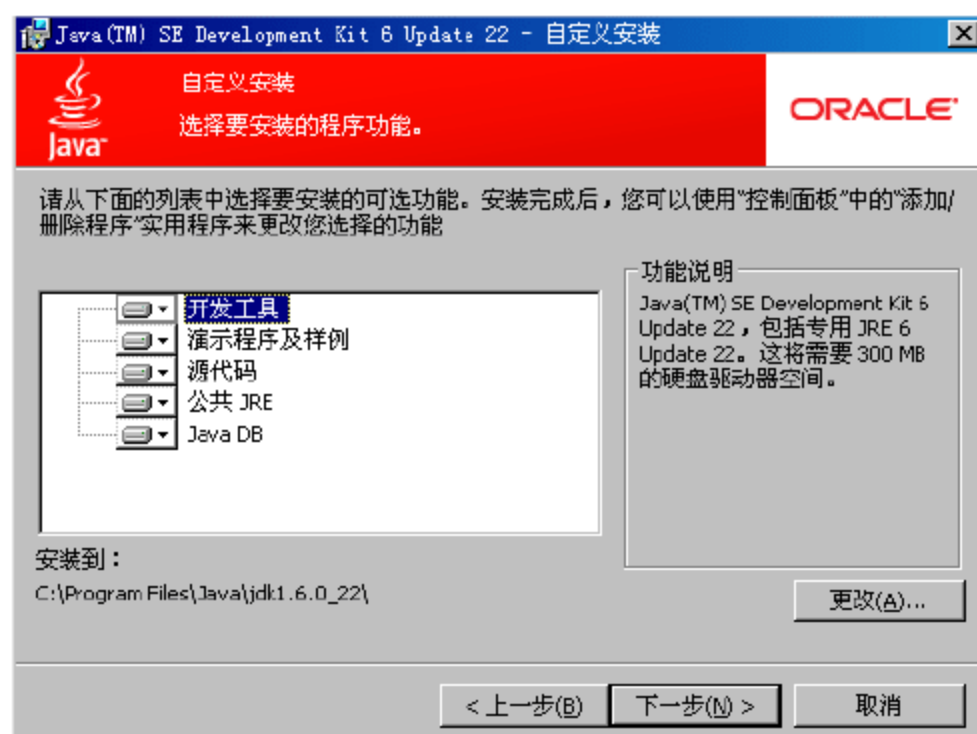 Java(TM) SE Development Kit 6 Update 22 - 自定义安装
自定义安装
选择要安装的程序功能。
Java
ORACLE
请从下面的列表中选择要安装的可选功能。安装完成后，您可以使用"控制面板"中的"添加/
删除程序"实用程序来更改您选择的功能
功能说明
开发工具
演示程序及样例
源代码
公共 JRE
Java DB
Java(TM) SE Development Kit 6
Update 22，包括专用 JRE 6
Update 22。这将需要 300 MB
的硬盘驱动器空间。
安装到：
C:\Program Files\Java\jdk1.6.0_22\
更改(A)...
< 上一步(B)
下一步(N) >
取消